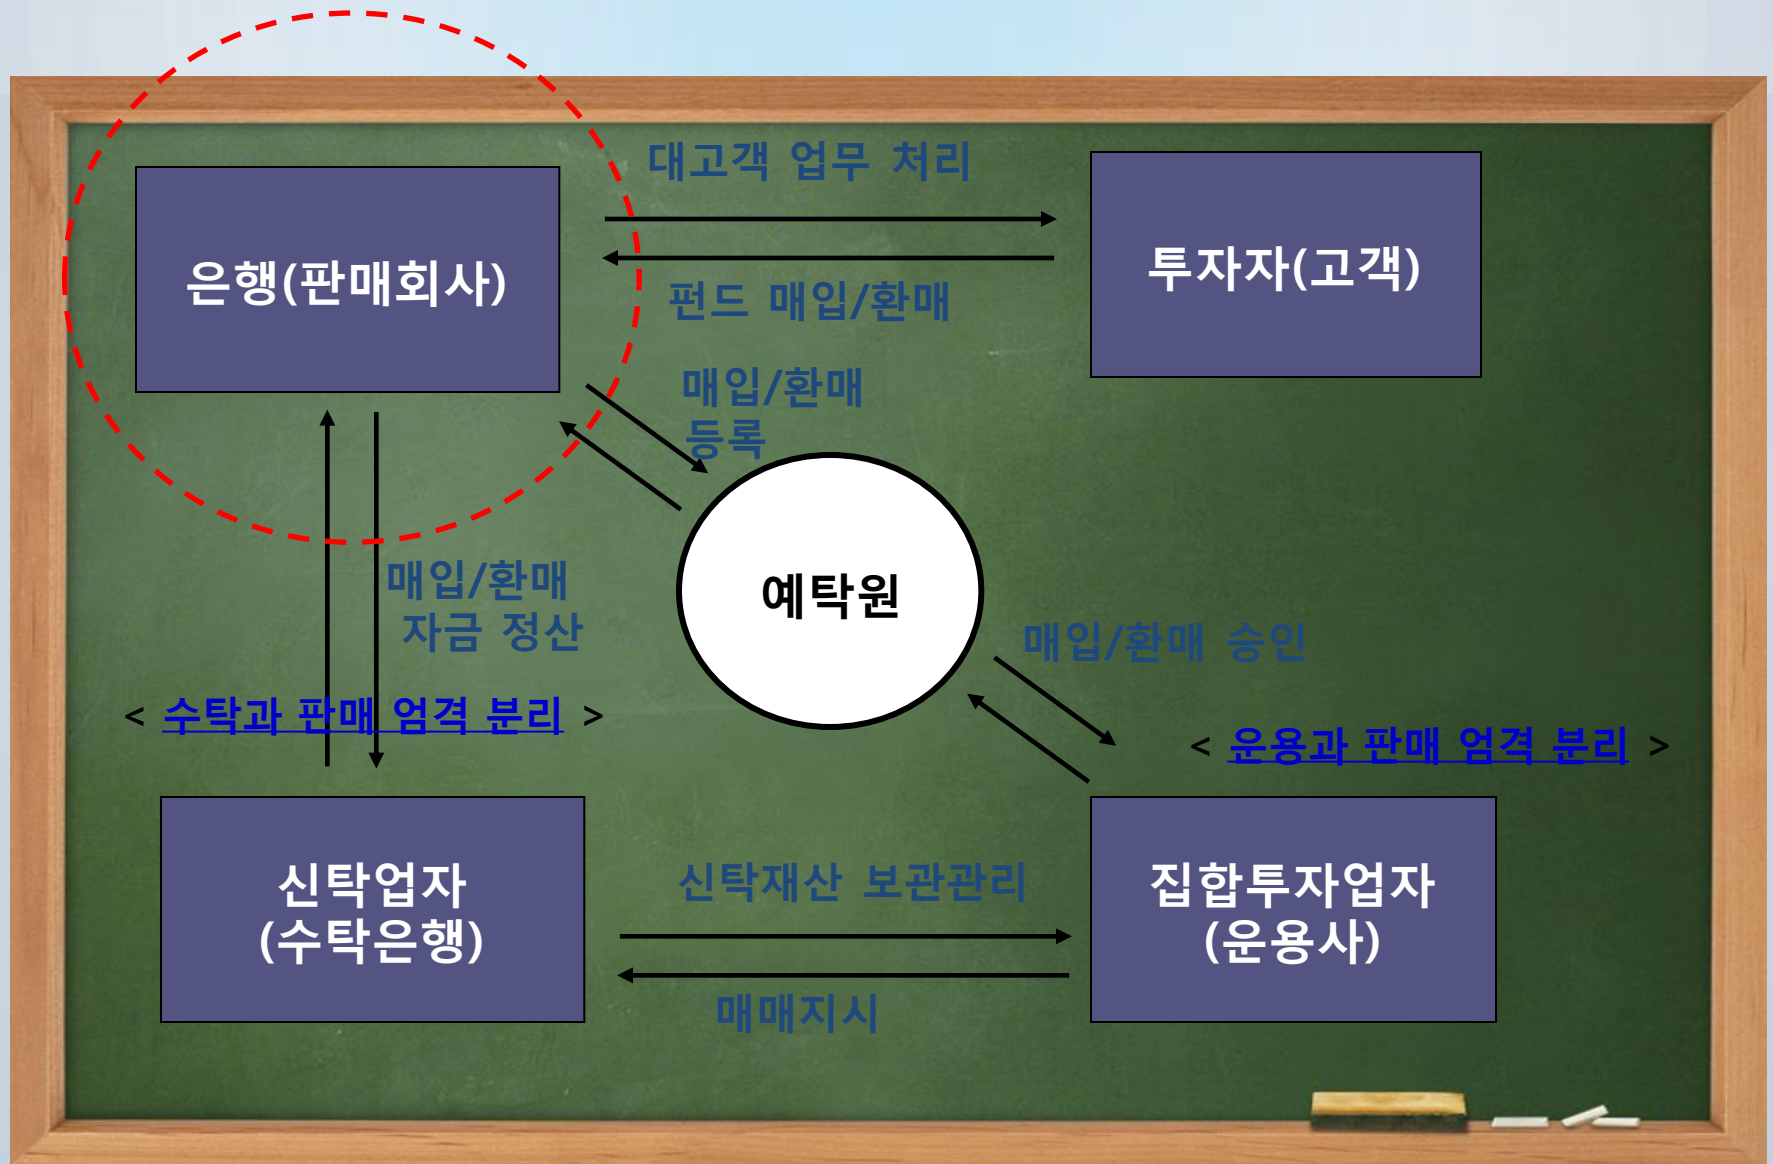 대고객 업무 처리
은행(판매회사)
투자자(고객)
펀드 매입/환매
매입/환매
등록
예탁원
매입/환매
자금 정산
매입/환매 승인
< 수탁과 판매 엄격 분리 >
< 운용과 판매 엄격 분리 >
신탁업자
(수탁은행)
신탁재산 보관관리
집합투자업자
(운용사)
매매지시